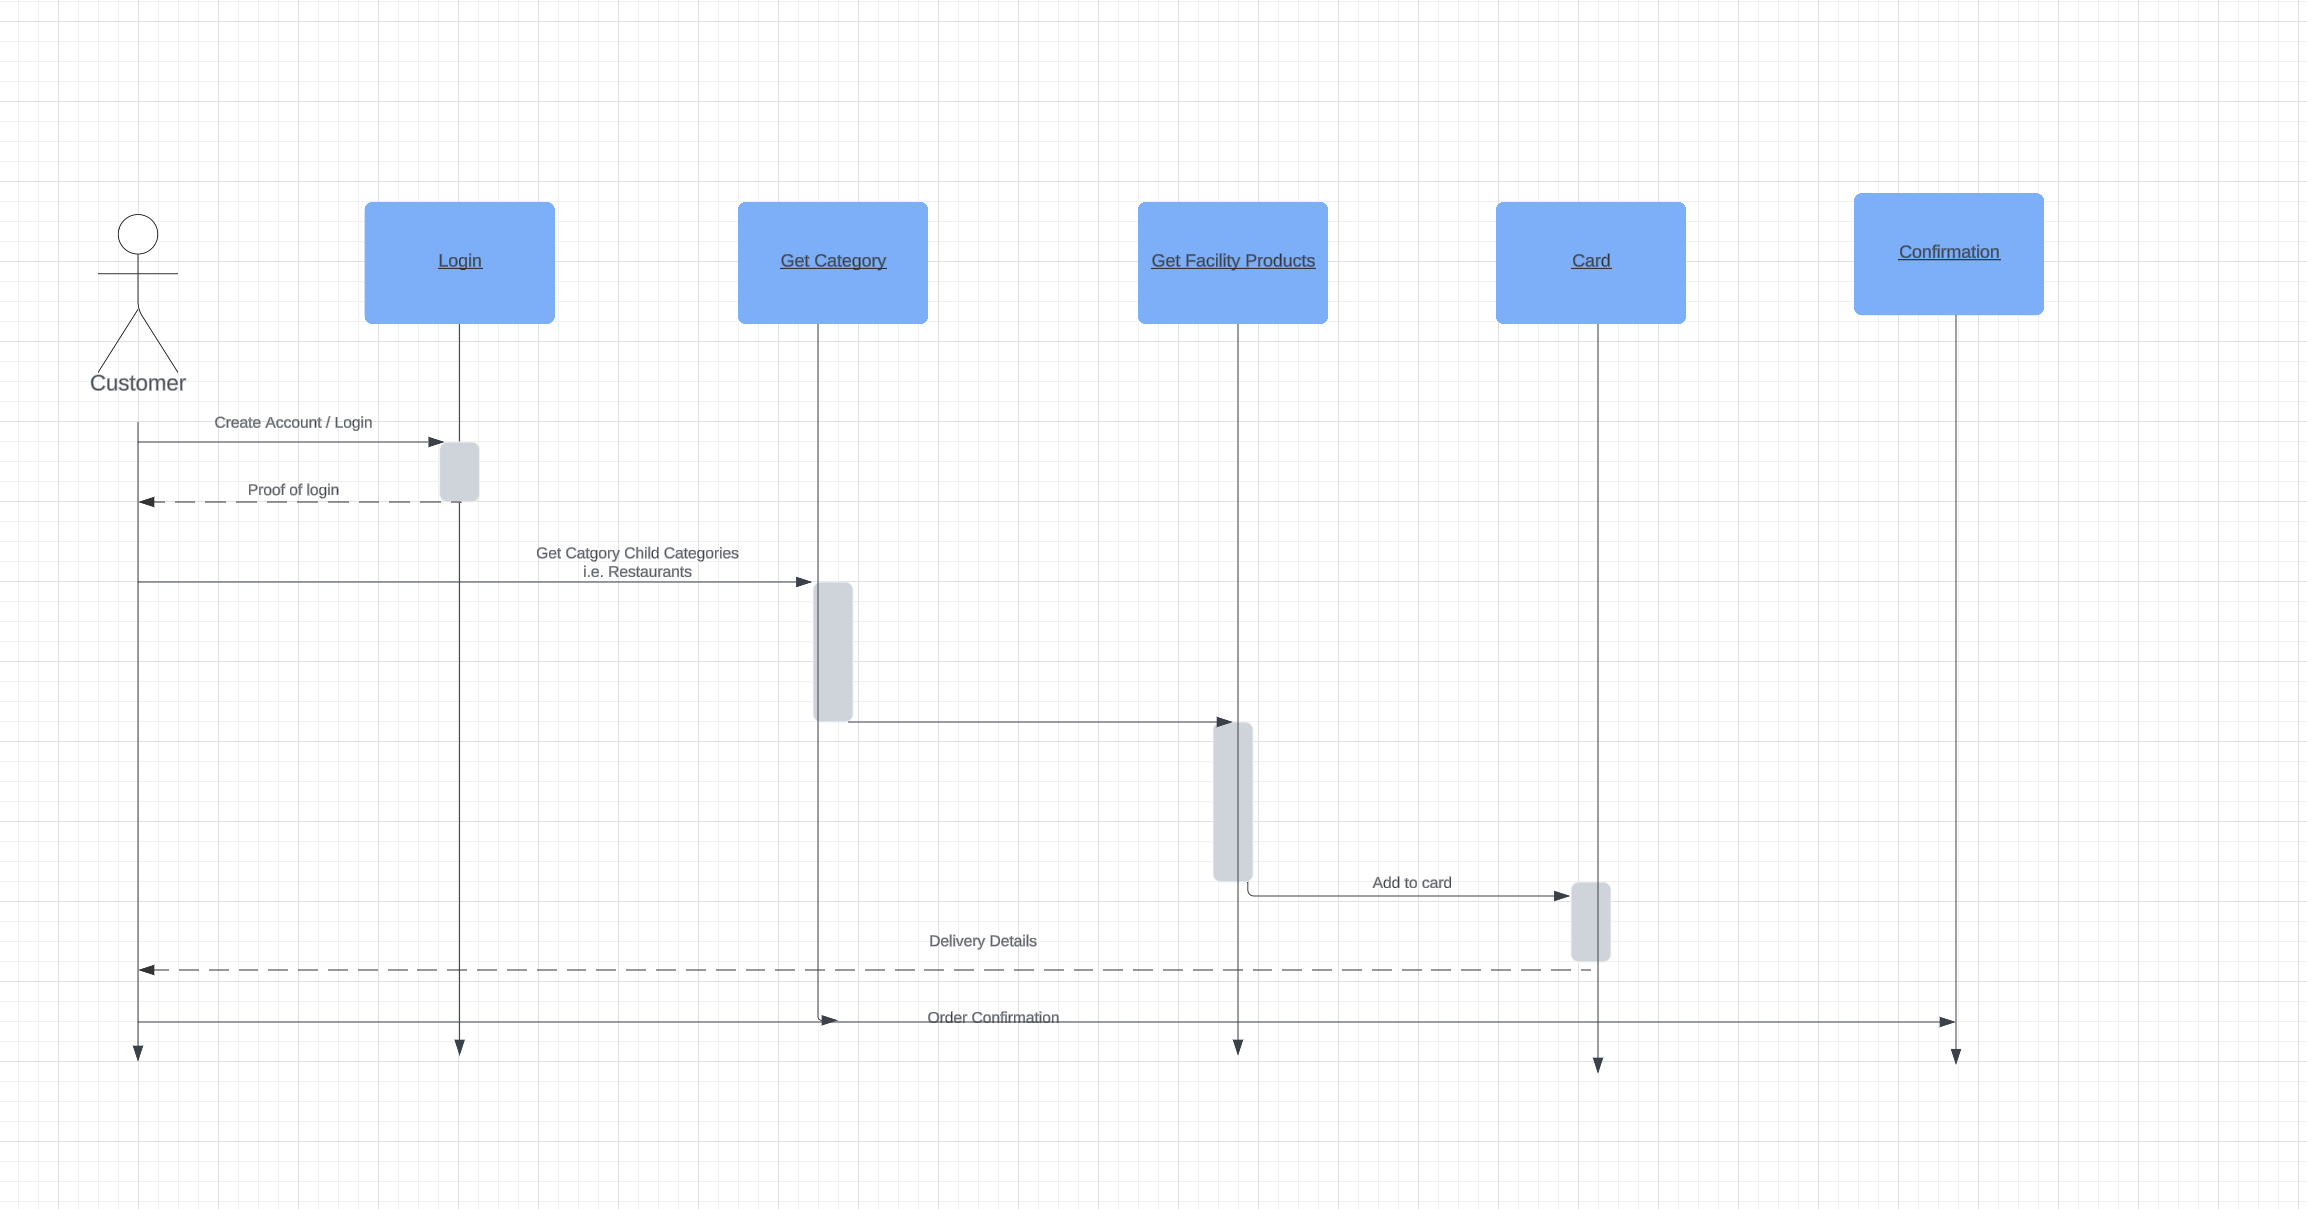 Login
Get Category
Get Facility Products
Card
Confirmation
Customer
Create Account / Login
Proof of login
Get Catgory Child Categories
i.e. Restaurants
Add to card
Delivery Details
Order Confirmation